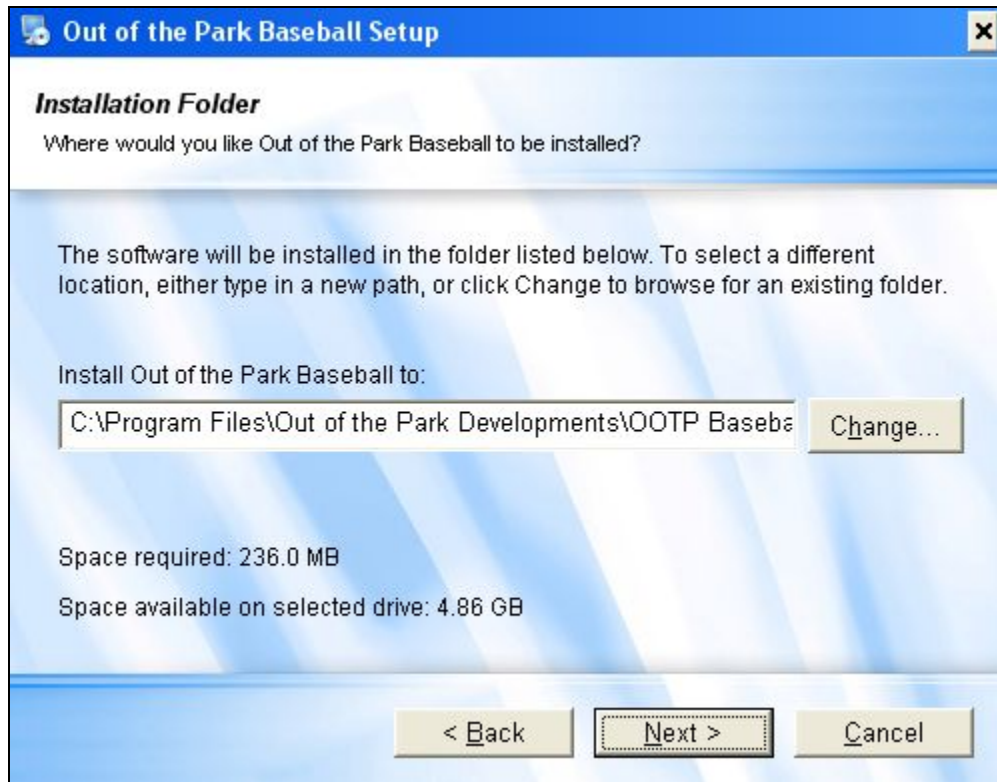 Out of the Park Baseball Setup
Installation Folder
Where would you like Out of the Park Baseball to be installed?
The software will be installed in the folder listed below. To select a different
location, either type in a new path, or click Change to browse for an existing folder.
Install Out of the Park Baseball to:
C:\Program Files\Out of the Park Developments\OOTP Baseba
Change...
Space required: 236.0 MB
Space available on selected drive: 4.86 GB
< Back
Next >
Cancel